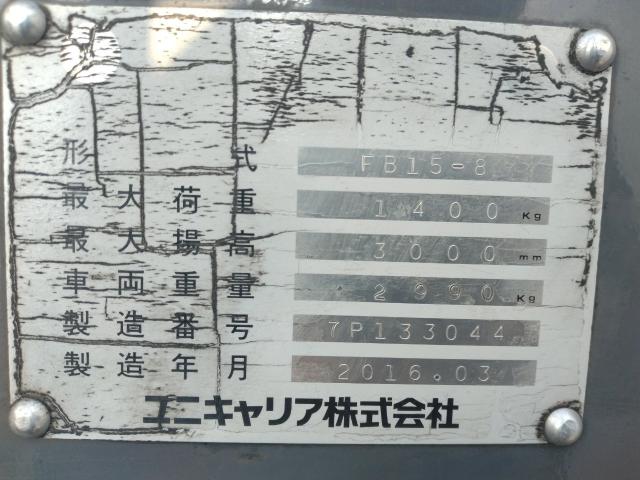 形式 FB15-8
最大荷重 1400 Kg
最大揚高 3000 mm
車両重量 2990 Kg
製造番号 7P133044
製造年月 2016.03
ユニキャリア株式会社